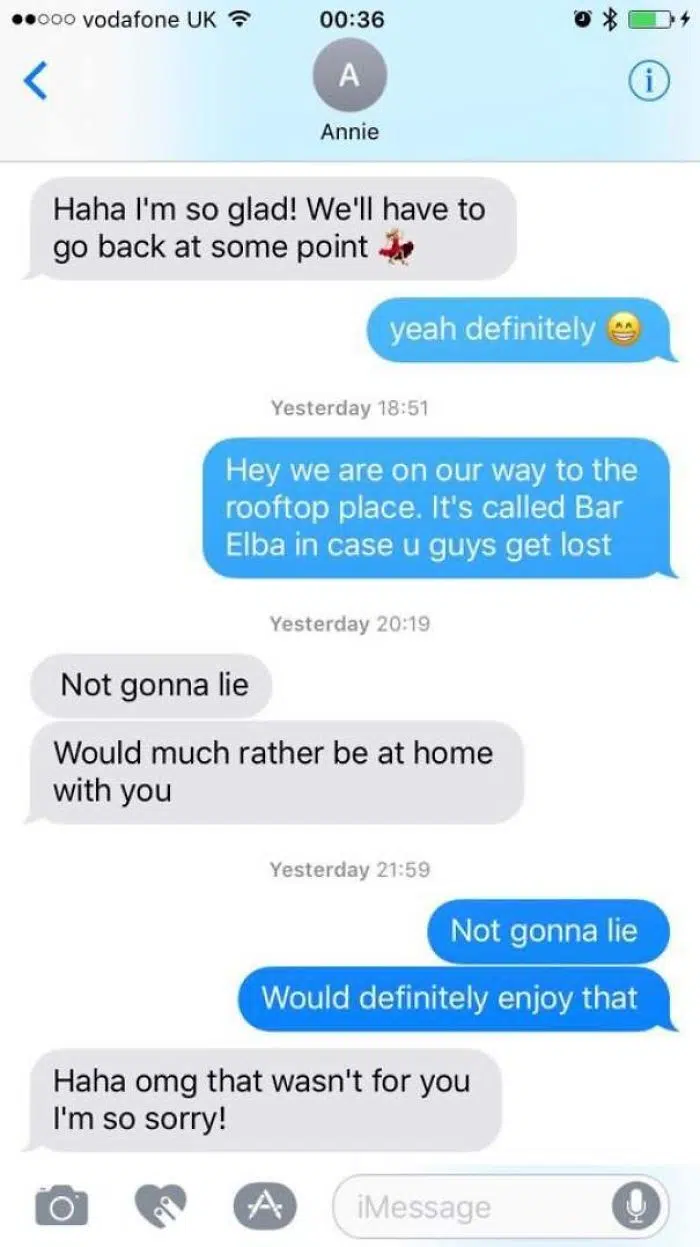 vodafone UK 00:36
A
Annie
Haha I'm so glad! We'll have to
go back at some point 💃
yeah definitely 😁
Yesterday 18:51
Hey we are on our way to the
rooftop place. It's called Bar
Elba in case u guys get lost
Yesterday 20:19
Not gonna lie
Would much rather be at home
with you
Yesterday 21:59
Not gonna lie
Would definitely enjoy that
Haha omg that wasn't for you
I'm so sorry!
iMessage